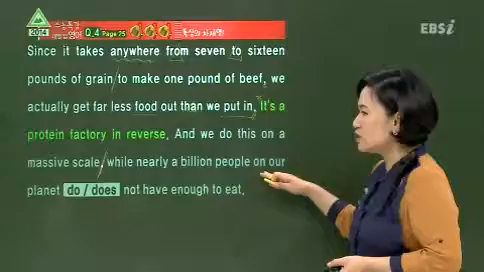 EBSi
2014 Q.4 Page 25
Since it takes anywhere from seven to sixteen
pounds of grain to make one pound of beef, we
actually get far less food out than we put in. It's a
protein factory in reverse. And we do this on a
massive scale, while nearly a billion people on our
planet do / does not have enough to eat.